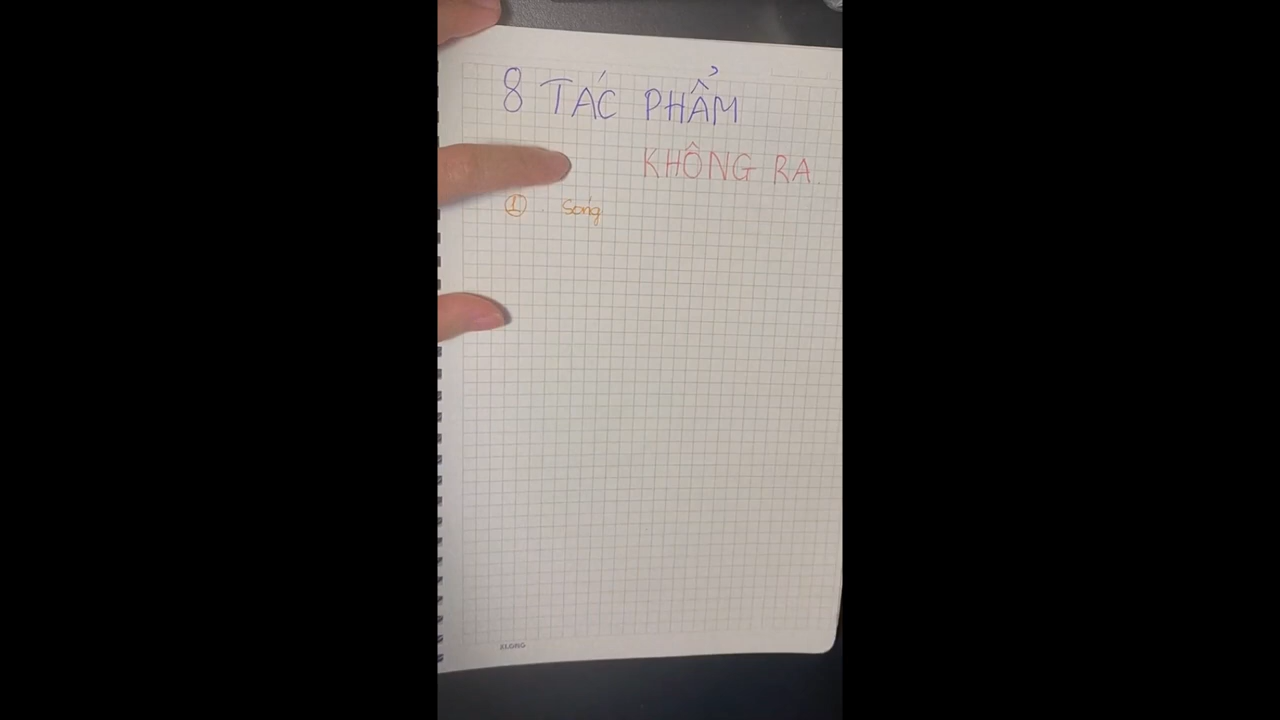 8 TÁC PHẨM
KHÔNG RA.
① . Sóng